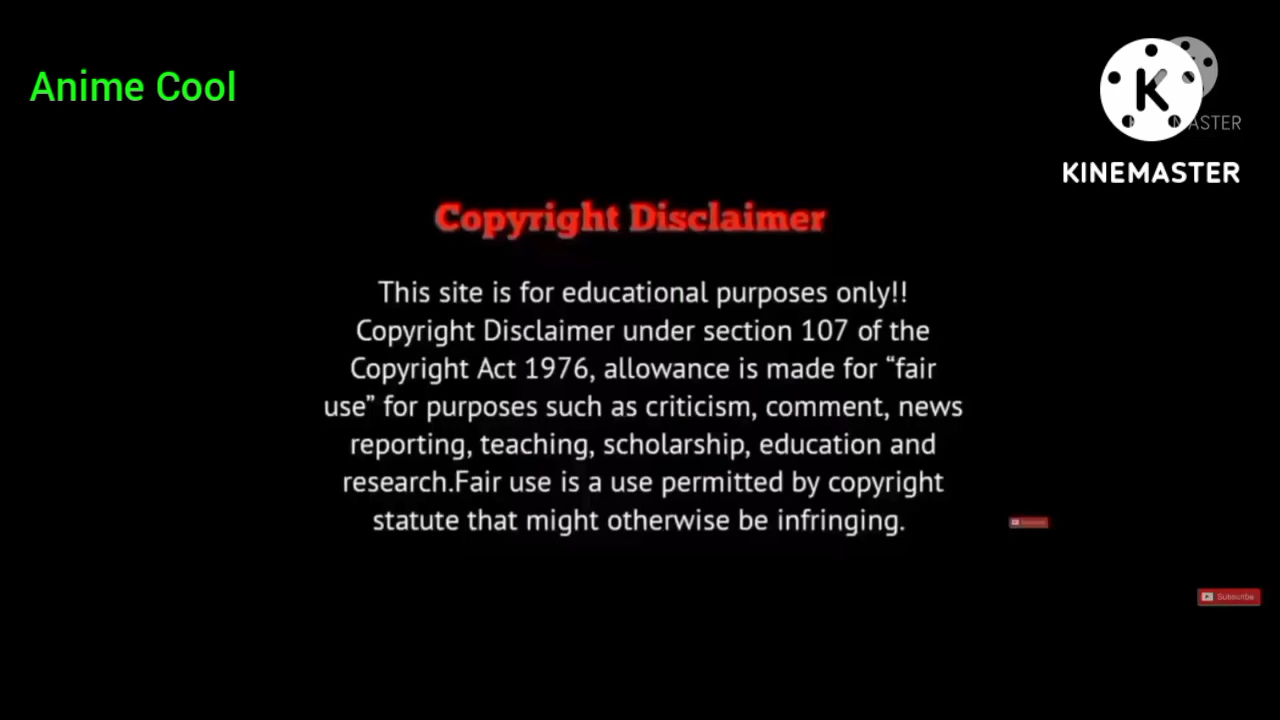 Anime Cool
MASTER
KINEMASTER
Copyright Disclaimer
This site is for educational purposes only!!
Copyright Disclaimer under section 107 of the
Copyright Act 1976, allowance is made for “fair
use” for purposes such as criticism, comment, news
reporting, teaching, scholarship, education and
research.Fair use is a use permitted by copyright
statute that might otherwise be infringing.
Subscribe